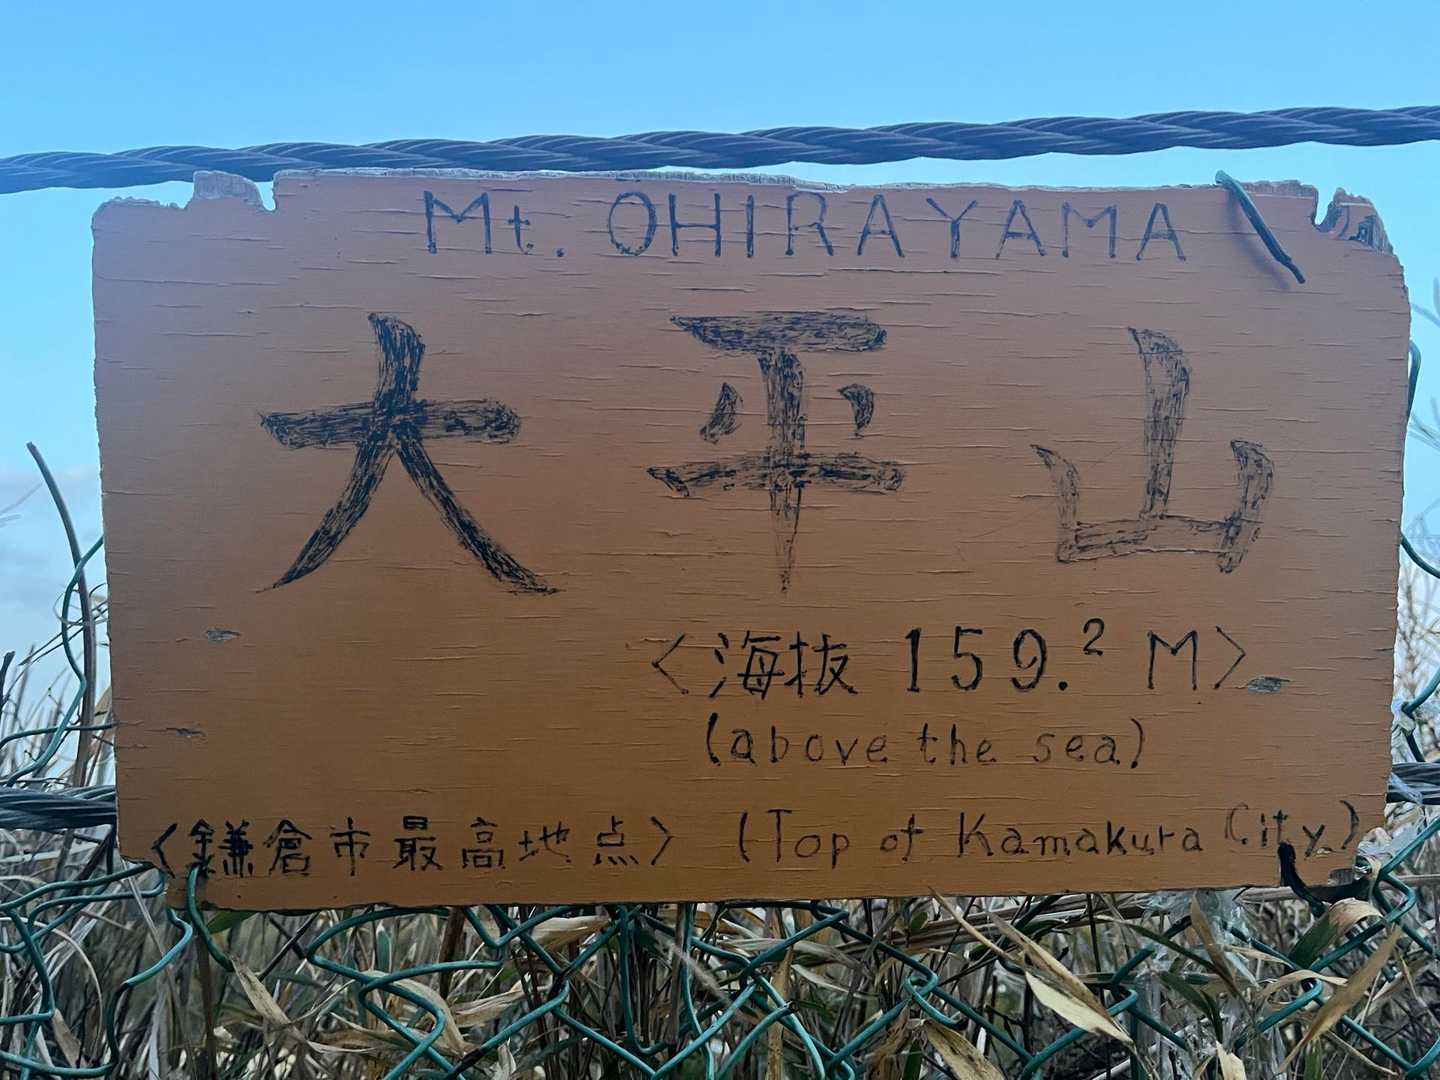 Mt. OHIRAYAMA
大平山
<海抜 159.² M>
(above the sea)
<鎌倉市最高地点> (Top of Kamakura City)